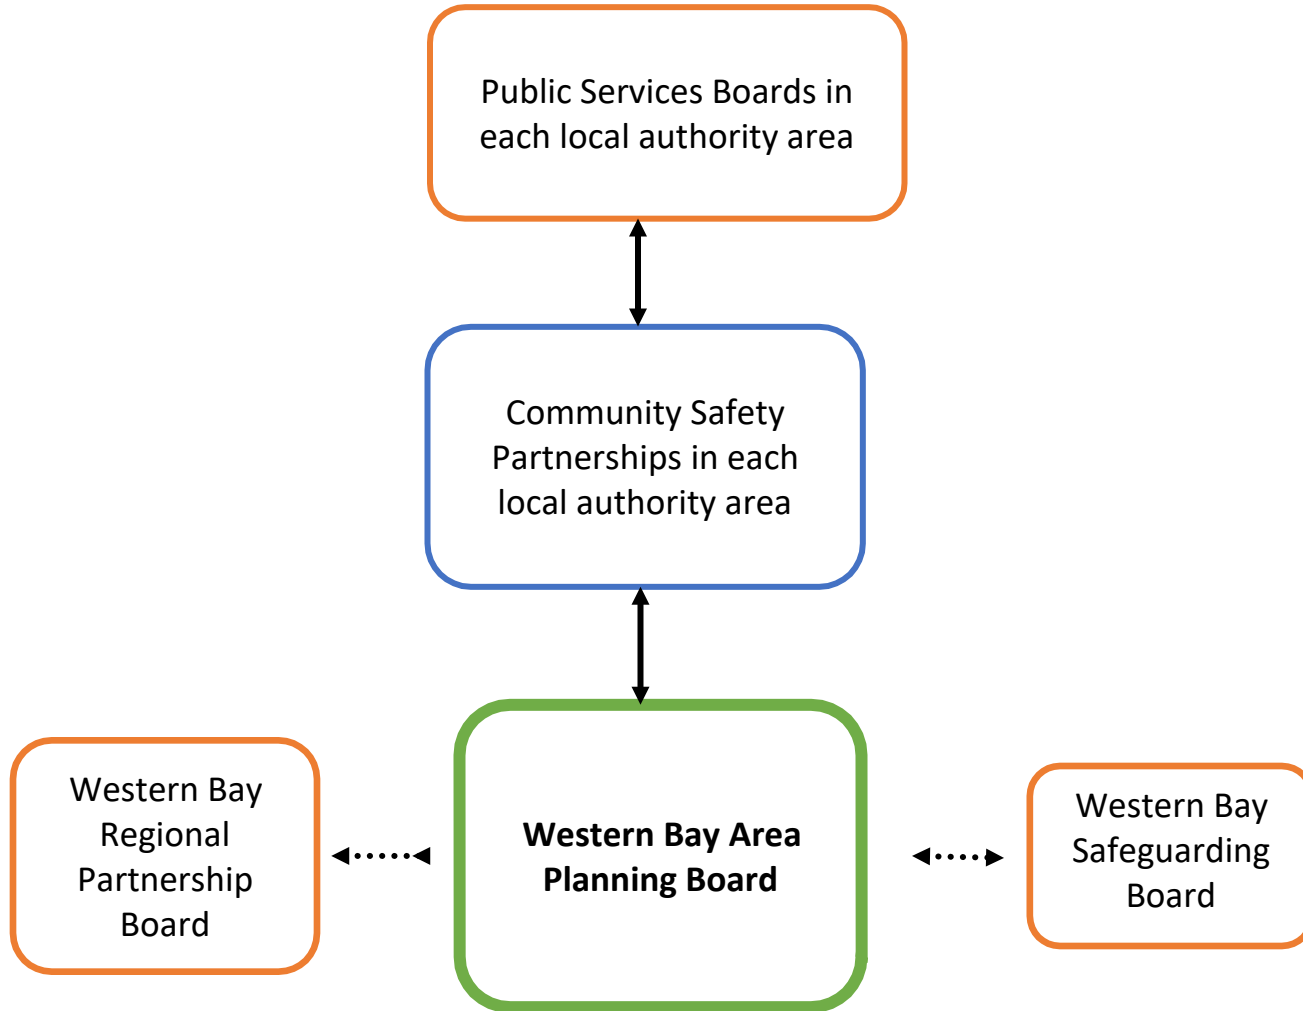 Public Services Boards in
each local authority area
Community Safety
Partnerships in each
local authority area
Western Bay
Regional
Partnership
Board
Western Bay Area
Planning Board
Western Bay
Safeguarding
Board